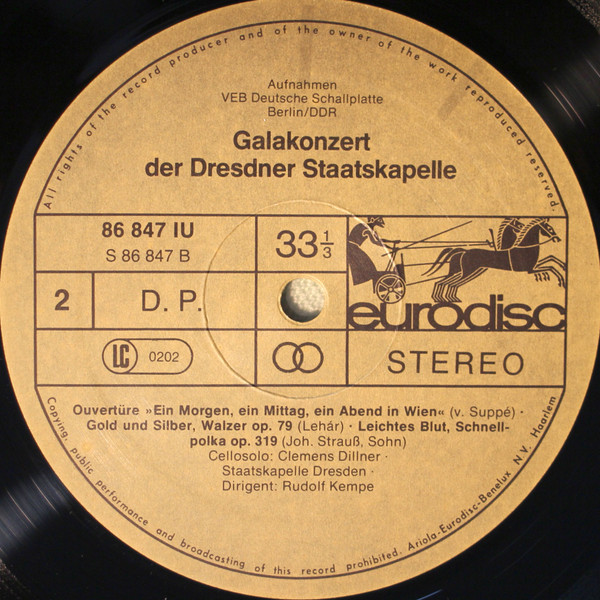 All rights of the record producer and of the owner of the work reproduced reserved.
Aufnahmen
VEB Deutsche Schallplatte
Berlin/DDR
Galakonzert
der Dresdner Staatskapelle
86 847 IU
S 86 847 B
33 1/3
2
D. P.
eurodisc
LC 0202
STEREO
Ouvertüre »Ein Morgen, ein Mittag, ein Abend in Wien« (v. Suppé) ·
Gold und Silber, Walzer op. 79 (Lehár) · Leichtes Blut, Schnell-
polka op. 319 (Joh. Strauß, Sohn)
Cellosolo: Clemens Dillner ·
Staatskapelle Dresden ·
Dirigent: Rudolf Kempe
Copying, public performance and broadcasting of this record prohibited. Ariola-Eurodisc-Benelux N.V. Haarlem